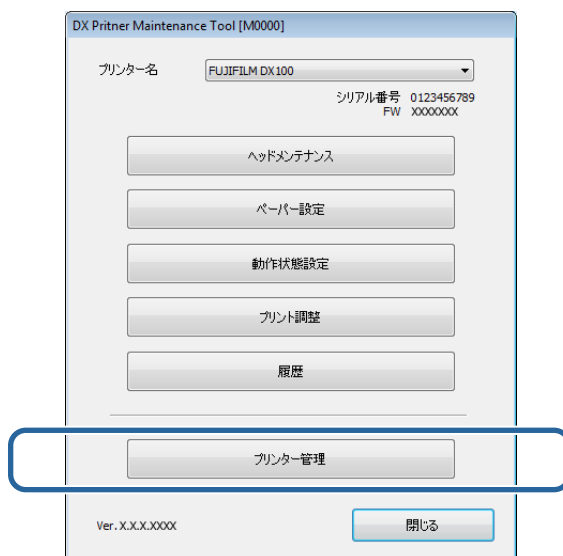 DX Pritner Maintenance Tool [M0000]
プリンター名 FUJIFILM DX100
シリアル番号 0123456789
FW XXXXXXX
ヘッドメンテナンス
ペーパー設定
動作状態設定
プリント調整
履歴
プリンター管理
Ver.X.X.X.XXXX 閉じる